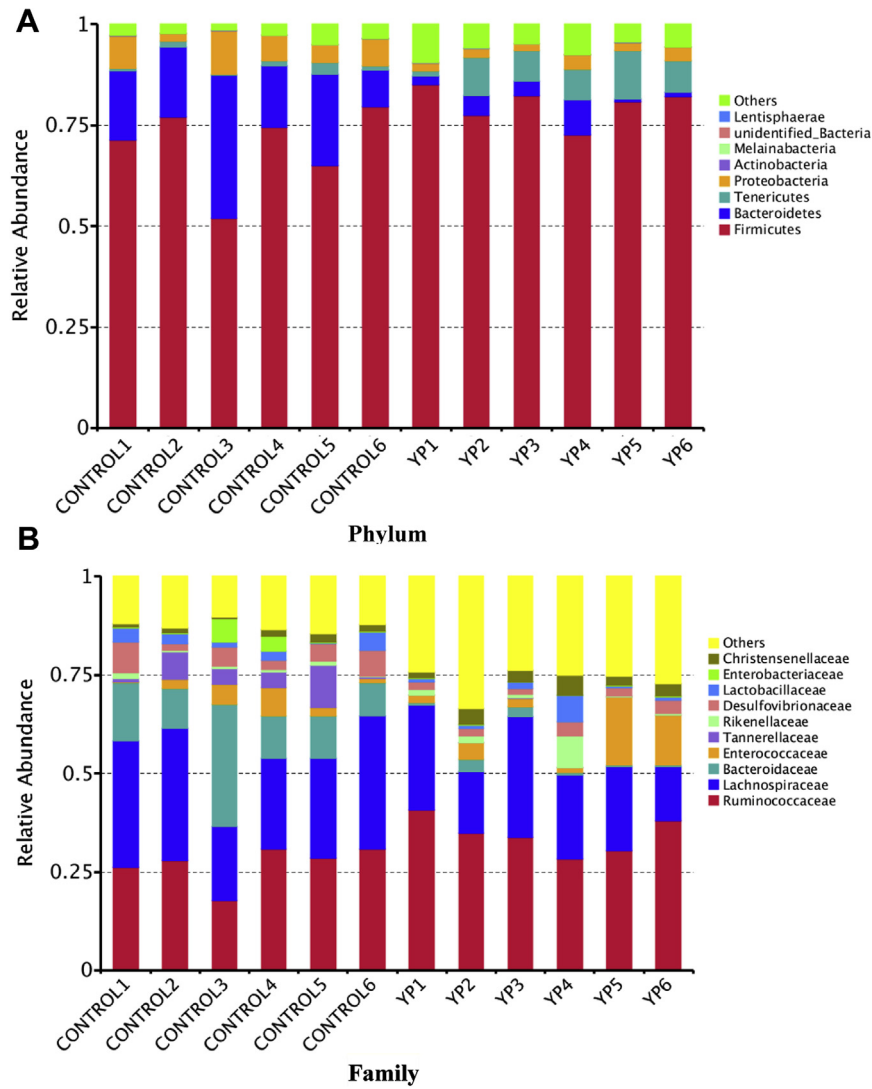 A
Relative Abundance
1
0.75
0.5
0.25
0
CONTROL1
CONTROL2
CONTROL3
CONTROL4
CONTROL5
CONTROL6
YP1
YP2
YP3
YP4
YP5
YP6
Phylum
Others
Lentisphaerae
unidentified_Bacteria
Melainabacteria
Actinobacteria
Proteobacteria
Tenericutes
Bacteroidetes
Firmicutes
B
Relative Abundance
1
0.75
0.5
0.25
0
CONTROL1
CONTROL2
CONTROL3
CONTROL4
CONTROL5
CONTROL6
YP1
YP2
YP3
YP4
YP5
YP6
Family
Others
Christensenellaceae
Enterobacteriaceae
Lactobacillaceae
Desulfovibrionaceae
Rikenellaceae
Tannerellaceae
Enterococcaceae
Bacteroidaceae
Lachnospiraceae
Ruminococcaceae